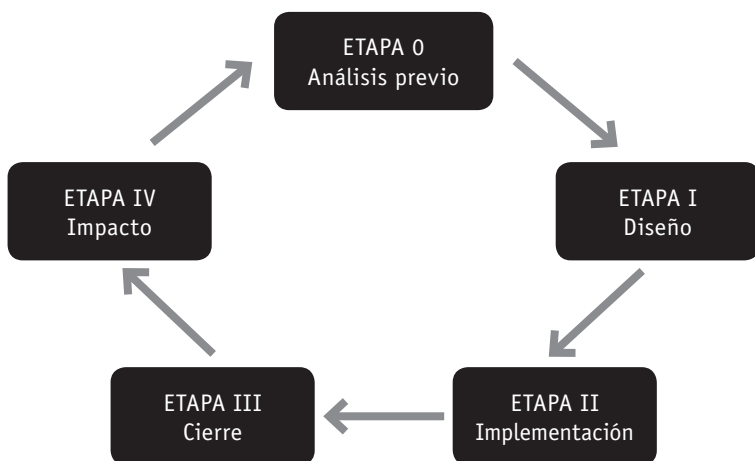 ETAPA 0
Análisis previo
ETAPA I
Diseño
ETAPA II
Implementación
ETAPA III
Cierre
ETAPA IV
Impacto